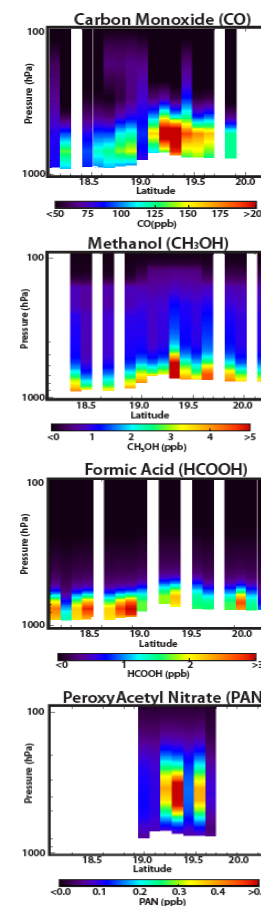 Carbon Monoxide (CO)
100
Pressure (hPa)
1000
18.5 19.0 19.5 20.0
Latitude
<50 75 100 125 150 175 >20
CO(ppb)
Methanol (CH₃OH)
100
Pressure (hPa)
1000
18.5 19.0 19.5 20.
Latitude
<0 1 2 3 4 >5
CH₃OH (ppb)
Formic Acid (HCOOH)
100
Pressure (hPa)
1000
18.5 19.0 19.5 20.0
Latitude
<0 1 2 >3
HCOOH (ppb)
PeroxyAcetyl Nitrate (PAN
100
Pressure (hPa)
1000
18.5 19.0 19.5 20.0
Latitude
<0.0 0.1 0.2 0.3 0.4 >0.
PAN (ppb)